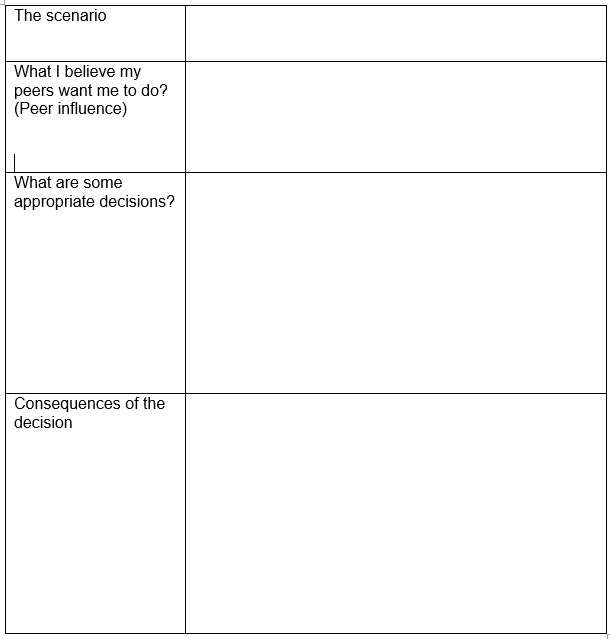 The scenario
What I believe my
peers want me to do?
(Peer influence)
What are some
appropriate decisions?
Consequences of the
decision